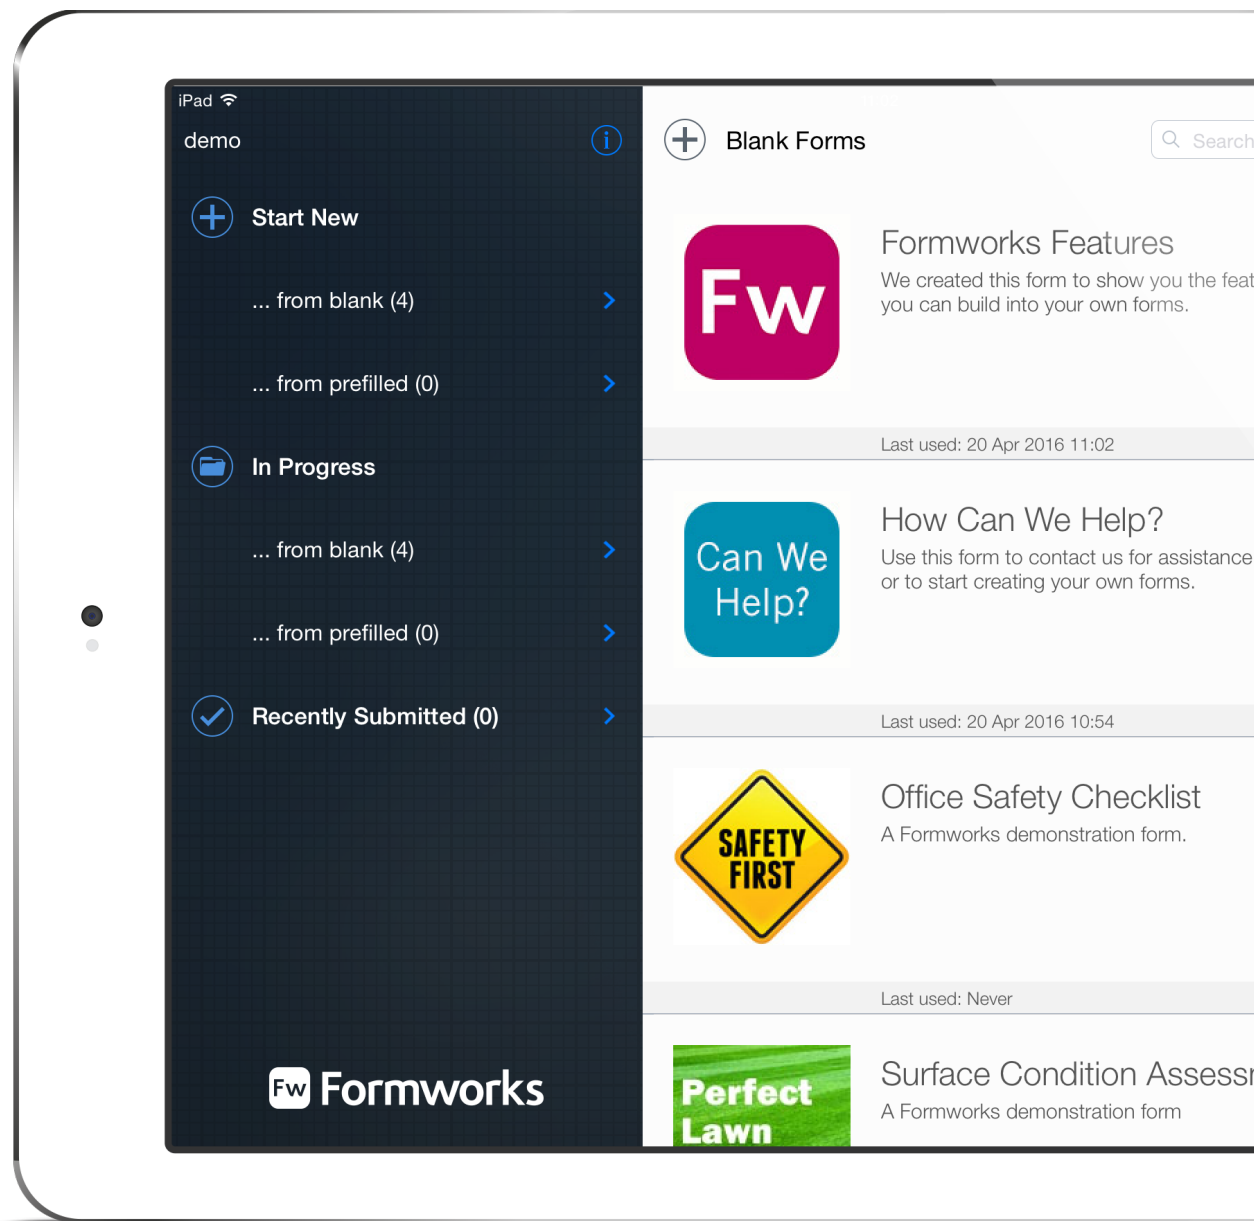 iPad
demo
Start New
... from blank (4)
... from prefilled (0)
In Progress
... from blank (4)
... from prefilled (0)
Recently Submitted (0)
Fw Formworks
Blank Forms
Search
Fw
Formworks Features
We created this form to show you the feat
you can build into your own forms.
Last used: 20 Apr 2016 11:02
Can We
Help?
How Can We Help?
Use this form to contact us for assistance
or to start creating your own forms.
Last used: 20 Apr 2016 10:54
SAFETY
FIRST
Office Safety Checklist
A Formworks demonstration form.
Last used: Never
Perfect
Lawn
Surface Condition Assess
A Formworks demonstration form